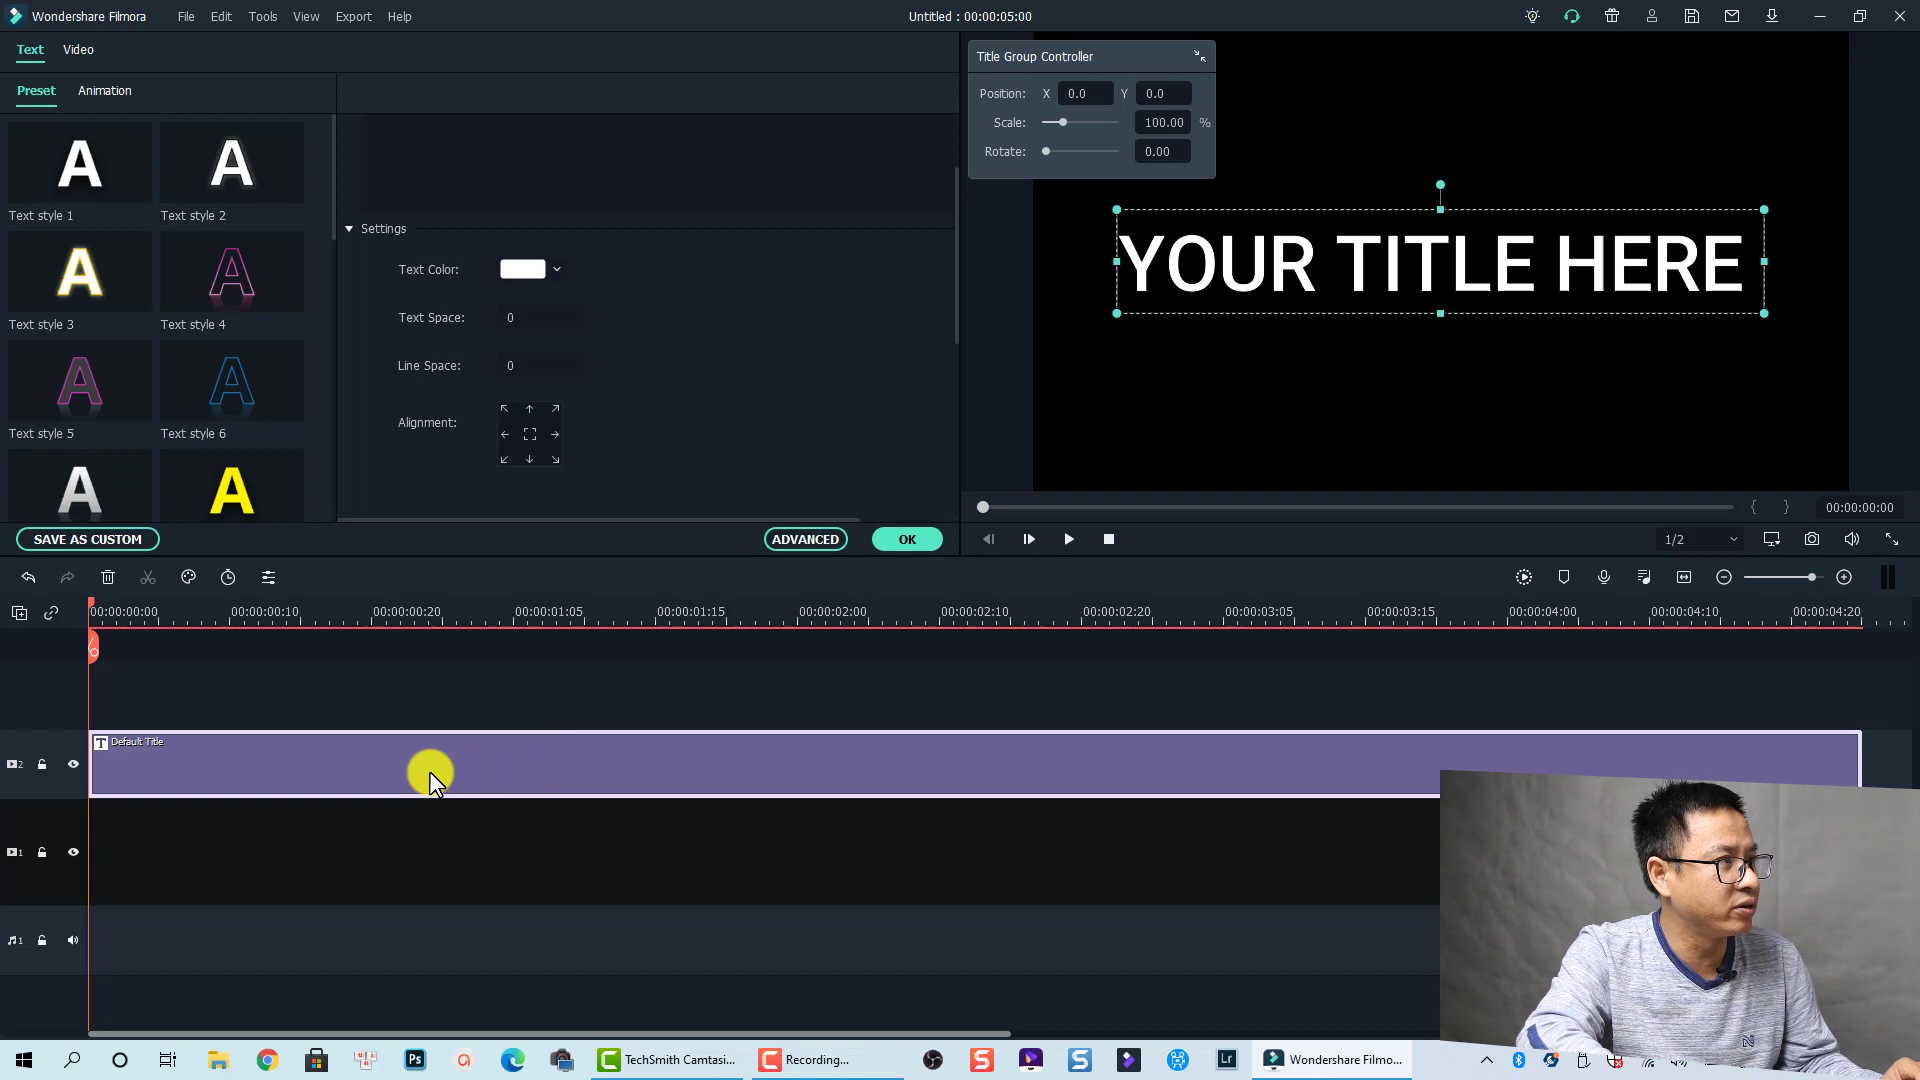 Wondershare Filmora File Edit Tools View Export Help Untitled : 00:00:05:00
Text Video
Preset Animation
Text style 1 Text style 2
Text style 3 Text style 4
Text style 5 Text style 6
Settings
Text Color:
Text Space: 0
Line Space: 0
Alignment:
SAVE AS CUSTOM ADVANCED OK
Title Group Controller
Position: X 0.0 Y 0.0
Scale: 100.00 %
Rotate: 0.00
YOUR TITLE HERE
00:00:00:00
1/2
00:00:00:00 00:00:00:10 00:00:00:20 00:00:01:05 00:00:01:15 00:00:02:00 00:00:02:10 00:00:02:20 00:00:03:05 00:00:03:15 00:00:04:00 00:00:04:10 00:00:04:20
T Default Title
2
1
1
Ps TechSmith Camtasi... Recording... S S Lr Wondershare Filmo...